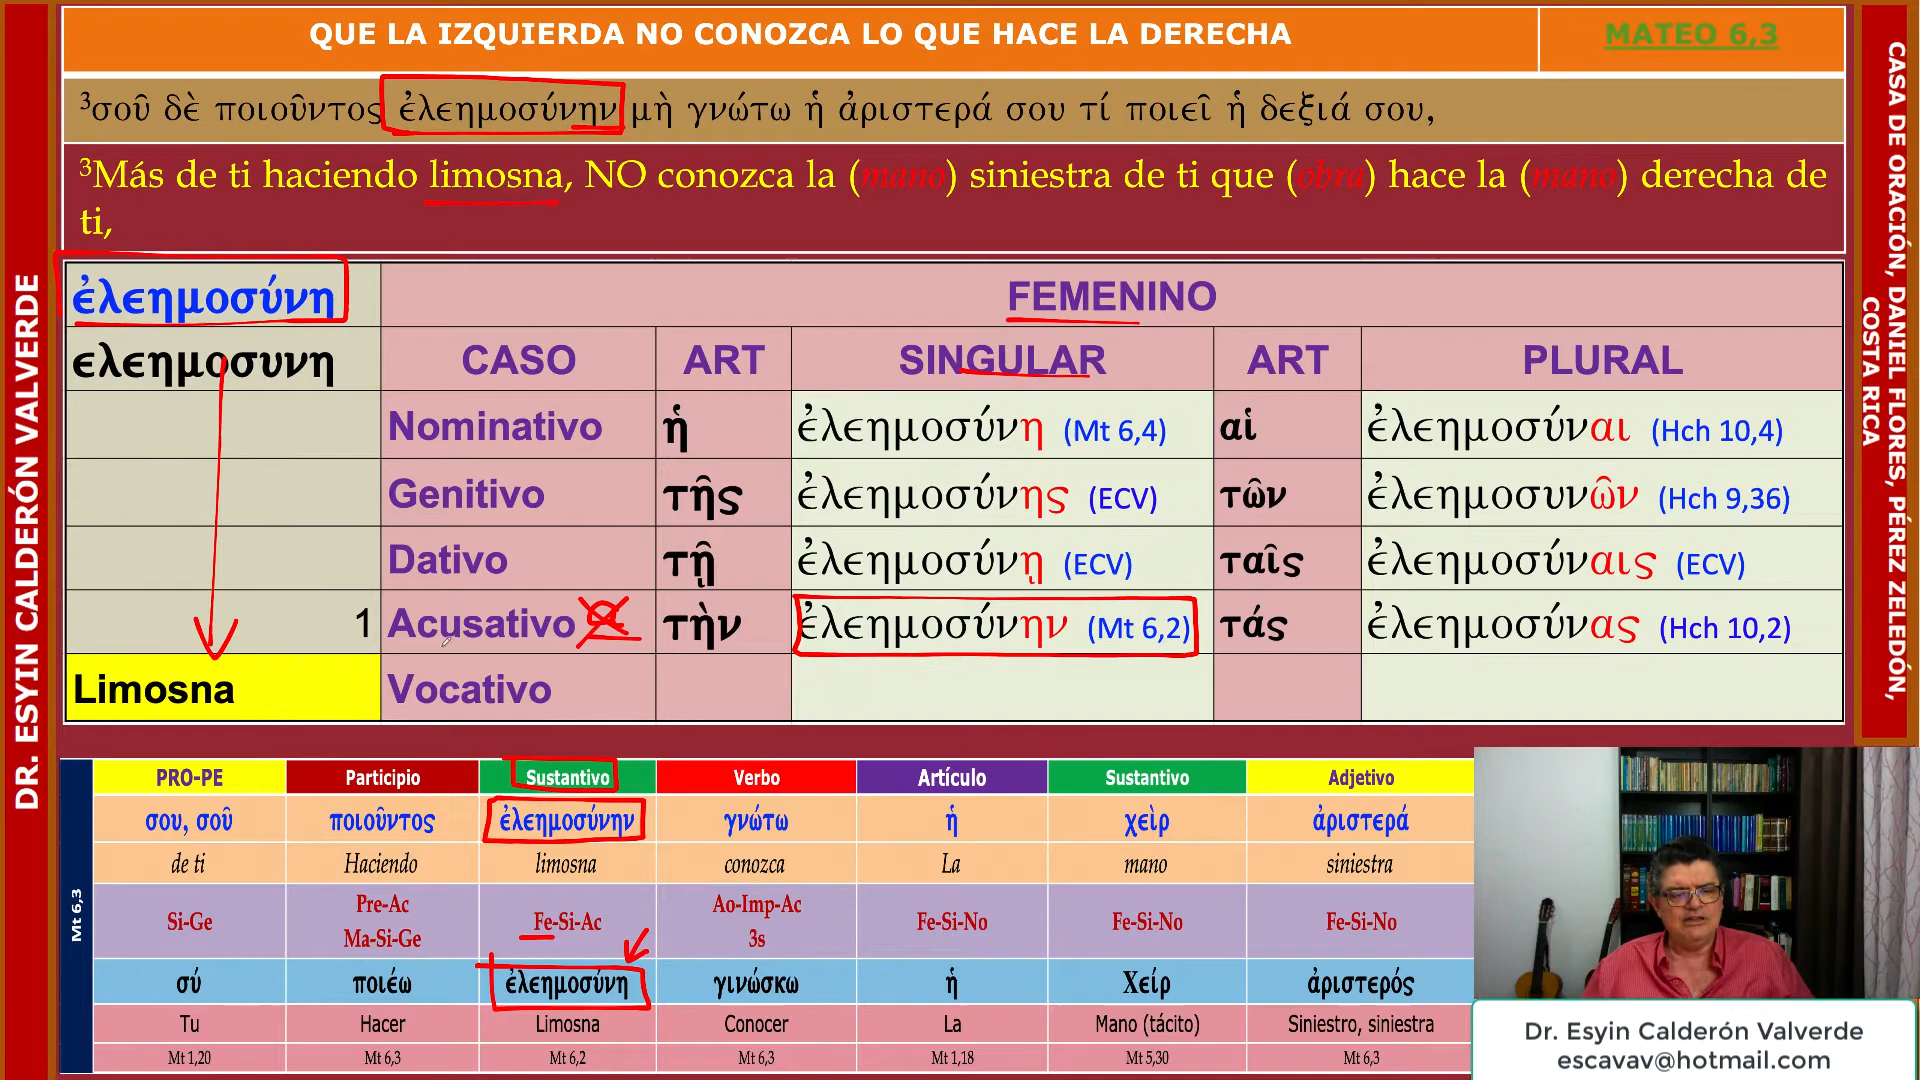 QUE LA IZQUIERDA NO CONOZCA LO QUE HACE LA DERECHA
MATEO 6,3
³σοῦ δὲ ποιοῦντος ἐλεημοσύνην μὴ γνώτω ἡ ἀριστερά σου τί ποιεῖ ἡ δεξιά σου,
³Más de ti haciendo limosna, NO conozca la (mano) siniestra de ti que (obra) hace la (mano) derecha de
ti,
ἐλεημοσύνη FEMENINO
ελεημοσυνη CASO ART SINGULAR ART PLURAL
Nominativo ἡ ἐλεημοσύνη (Mt 6,4) αἱ ἐλεημοσύναι (Hch 10,4)
Genitivo τῆς ἐλεημοσύνης (ECV) τῶν ἐλεημοσυνῶν (Hch 9,36)
Dativo τῇ ἐλεημοσύνῃ (ECV) ταῖς ἐλεημοσύναις (ECV)
1 Acusativo τὴν ἐλεημοσύνην (Mt 6,2) τάς ἐλεημοσύνας (Hch 10,2)
Limosna Vocativo
PRO-PE Participio Sustantivo Verbo Artículo Sustantivo Adjetivo
σου, σοῦ ποιοῦντος ἐλεημοσύνην γνώτω ἡ χεὶρ ἀριστερά
de ti Haciendo limosna conozca La mano siniestra
Si-Ge Pre-Ac Fe-Si-Ac Ao-Imp-Ac Fe-Si-No Fe-Si-No Fe-Si-No
Ma-Si-Ge 3s
σύ ποιέω ἐλεημοσύνη γινώσκω ἡ Χείρ ἀριστερός
Tu Hacer Limosna Conocer La Mano (tácito) Siniestro, siniestra
Mt 1,20 Mt 6,3 Mt 6,2 Mt 6,3 Mt 1,18 Mt 5,30 Mt 6,3
Mt 6,3
DR. ESYIN CALDERÓN VALVERDE
CASA DE ORACIÓN, DANIEL FLORES, PÉREZ ZELEDÓN,
COSTA RICA
Dr. Esyin Calderón Valverde
escavav@hotmail.com